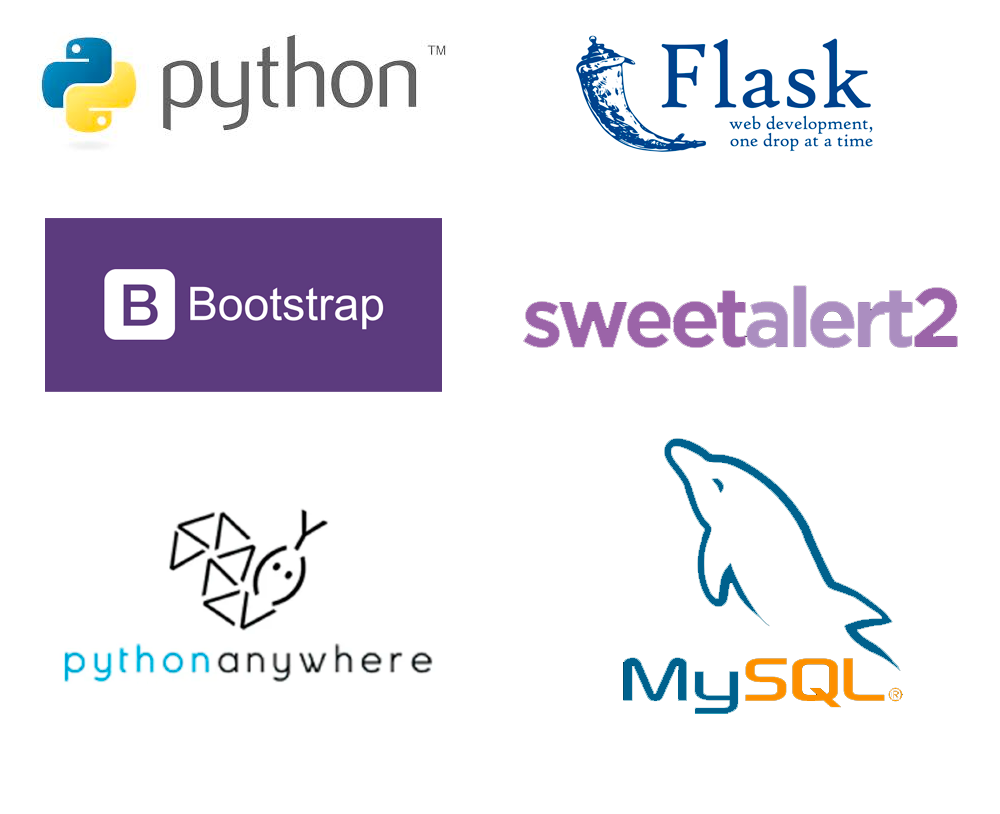 python™
Flask
web development,
one drop at a time
B Bootstrap
sweetalert2
pythonanywhere
MySQL®